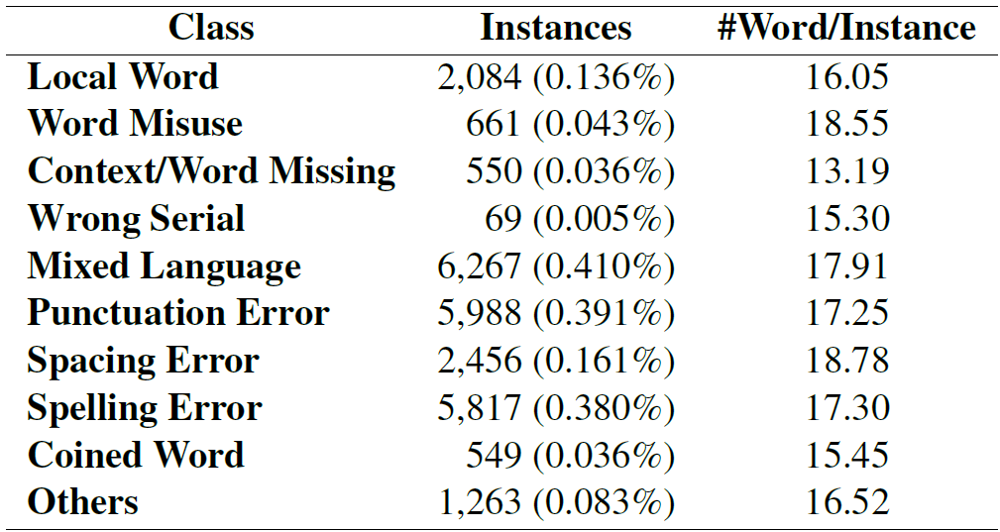 Class Instances #Word/Instance
Local Word 2,084 (0.136%) 16.05
Word Misuse 661 (0.043%) 18.55
Context/Word Missing 550 (0.036%) 13.19
Wrong Serial 69 (0.005%) 15.30
Mixed Language 6,267 (0.410%) 17.91
Punctuation Error 5,988 (0.391%) 17.25
Spacing Error 2,456 (0.161%) 18.78
Spelling Error 5,817 (0.380%) 17.30
Coined Word 549 (0.036%) 15.45
Others 1,263 (0.083%) 16.52